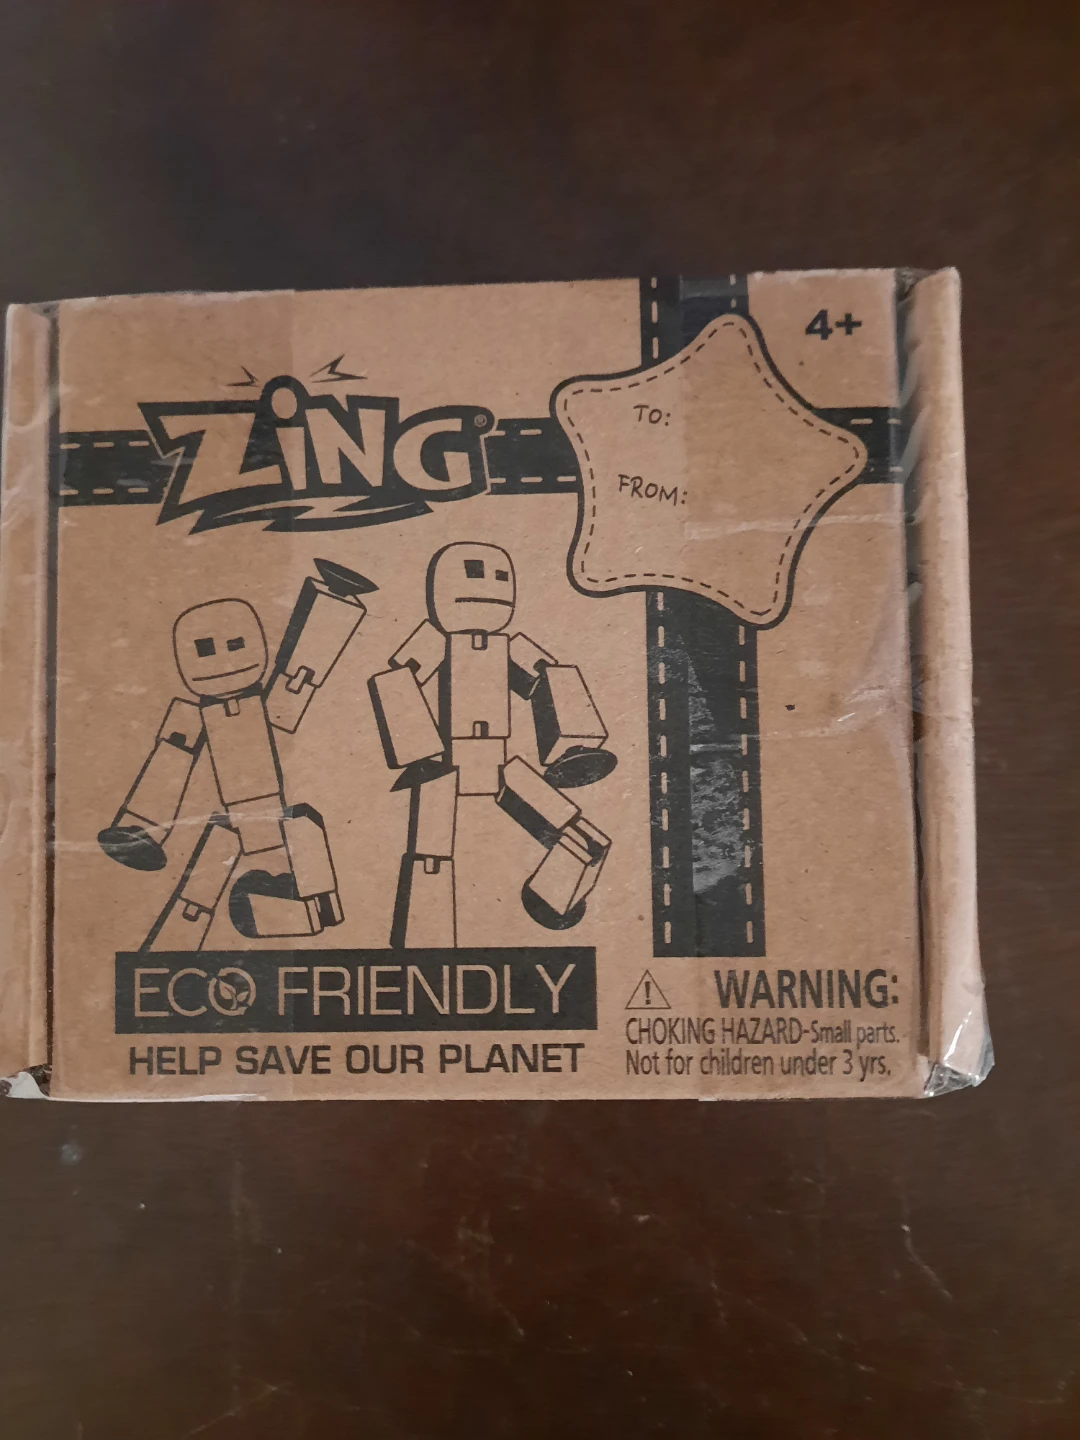 4+
ZiNG®
TO:
FROM:
ECO FRIENDLY
HELP SAVE OUR PLANET
WARNING:
CHOKING HAZARD-Small parts.
Not for children under 3 yrs.